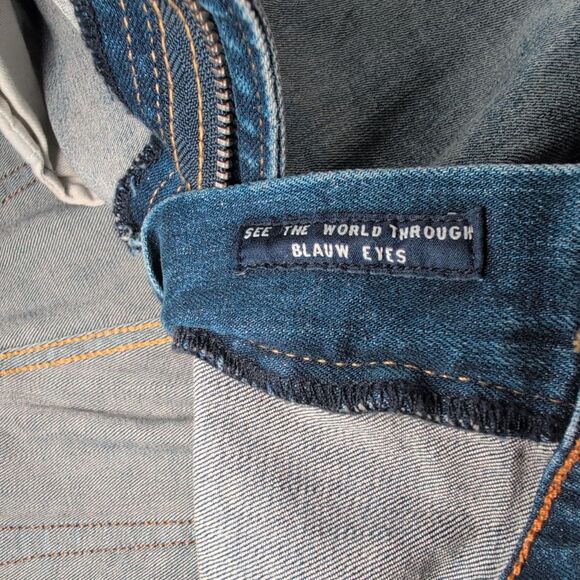 SEE THE WORLD THROUGH
BLAUW EYES